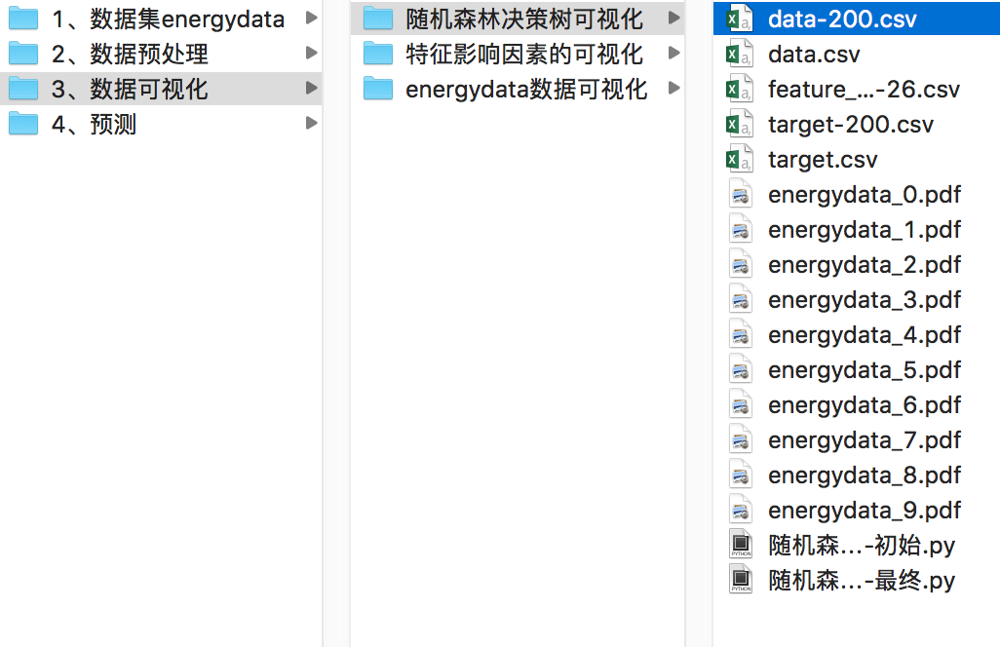 1、数据集energydata
2、数据预处理
3、数据可视化
4、预测
随机森林决策树可视化
特征影响因素的可视化
energydata数据可视化
data-200.csv
data.csv
feature_...-26.csv
target-200.csv
target.csv
energydata_0.pdf
energydata_1.pdf
energydata_2.pdf
energydata_3.pdf
energydata_4.pdf
energydata_5.pdf
energydata_6.pdf
energydata_7.pdf
energydata_8.pdf
energydata_9.pdf
随机森...-初始.py
随机森...-最终.py